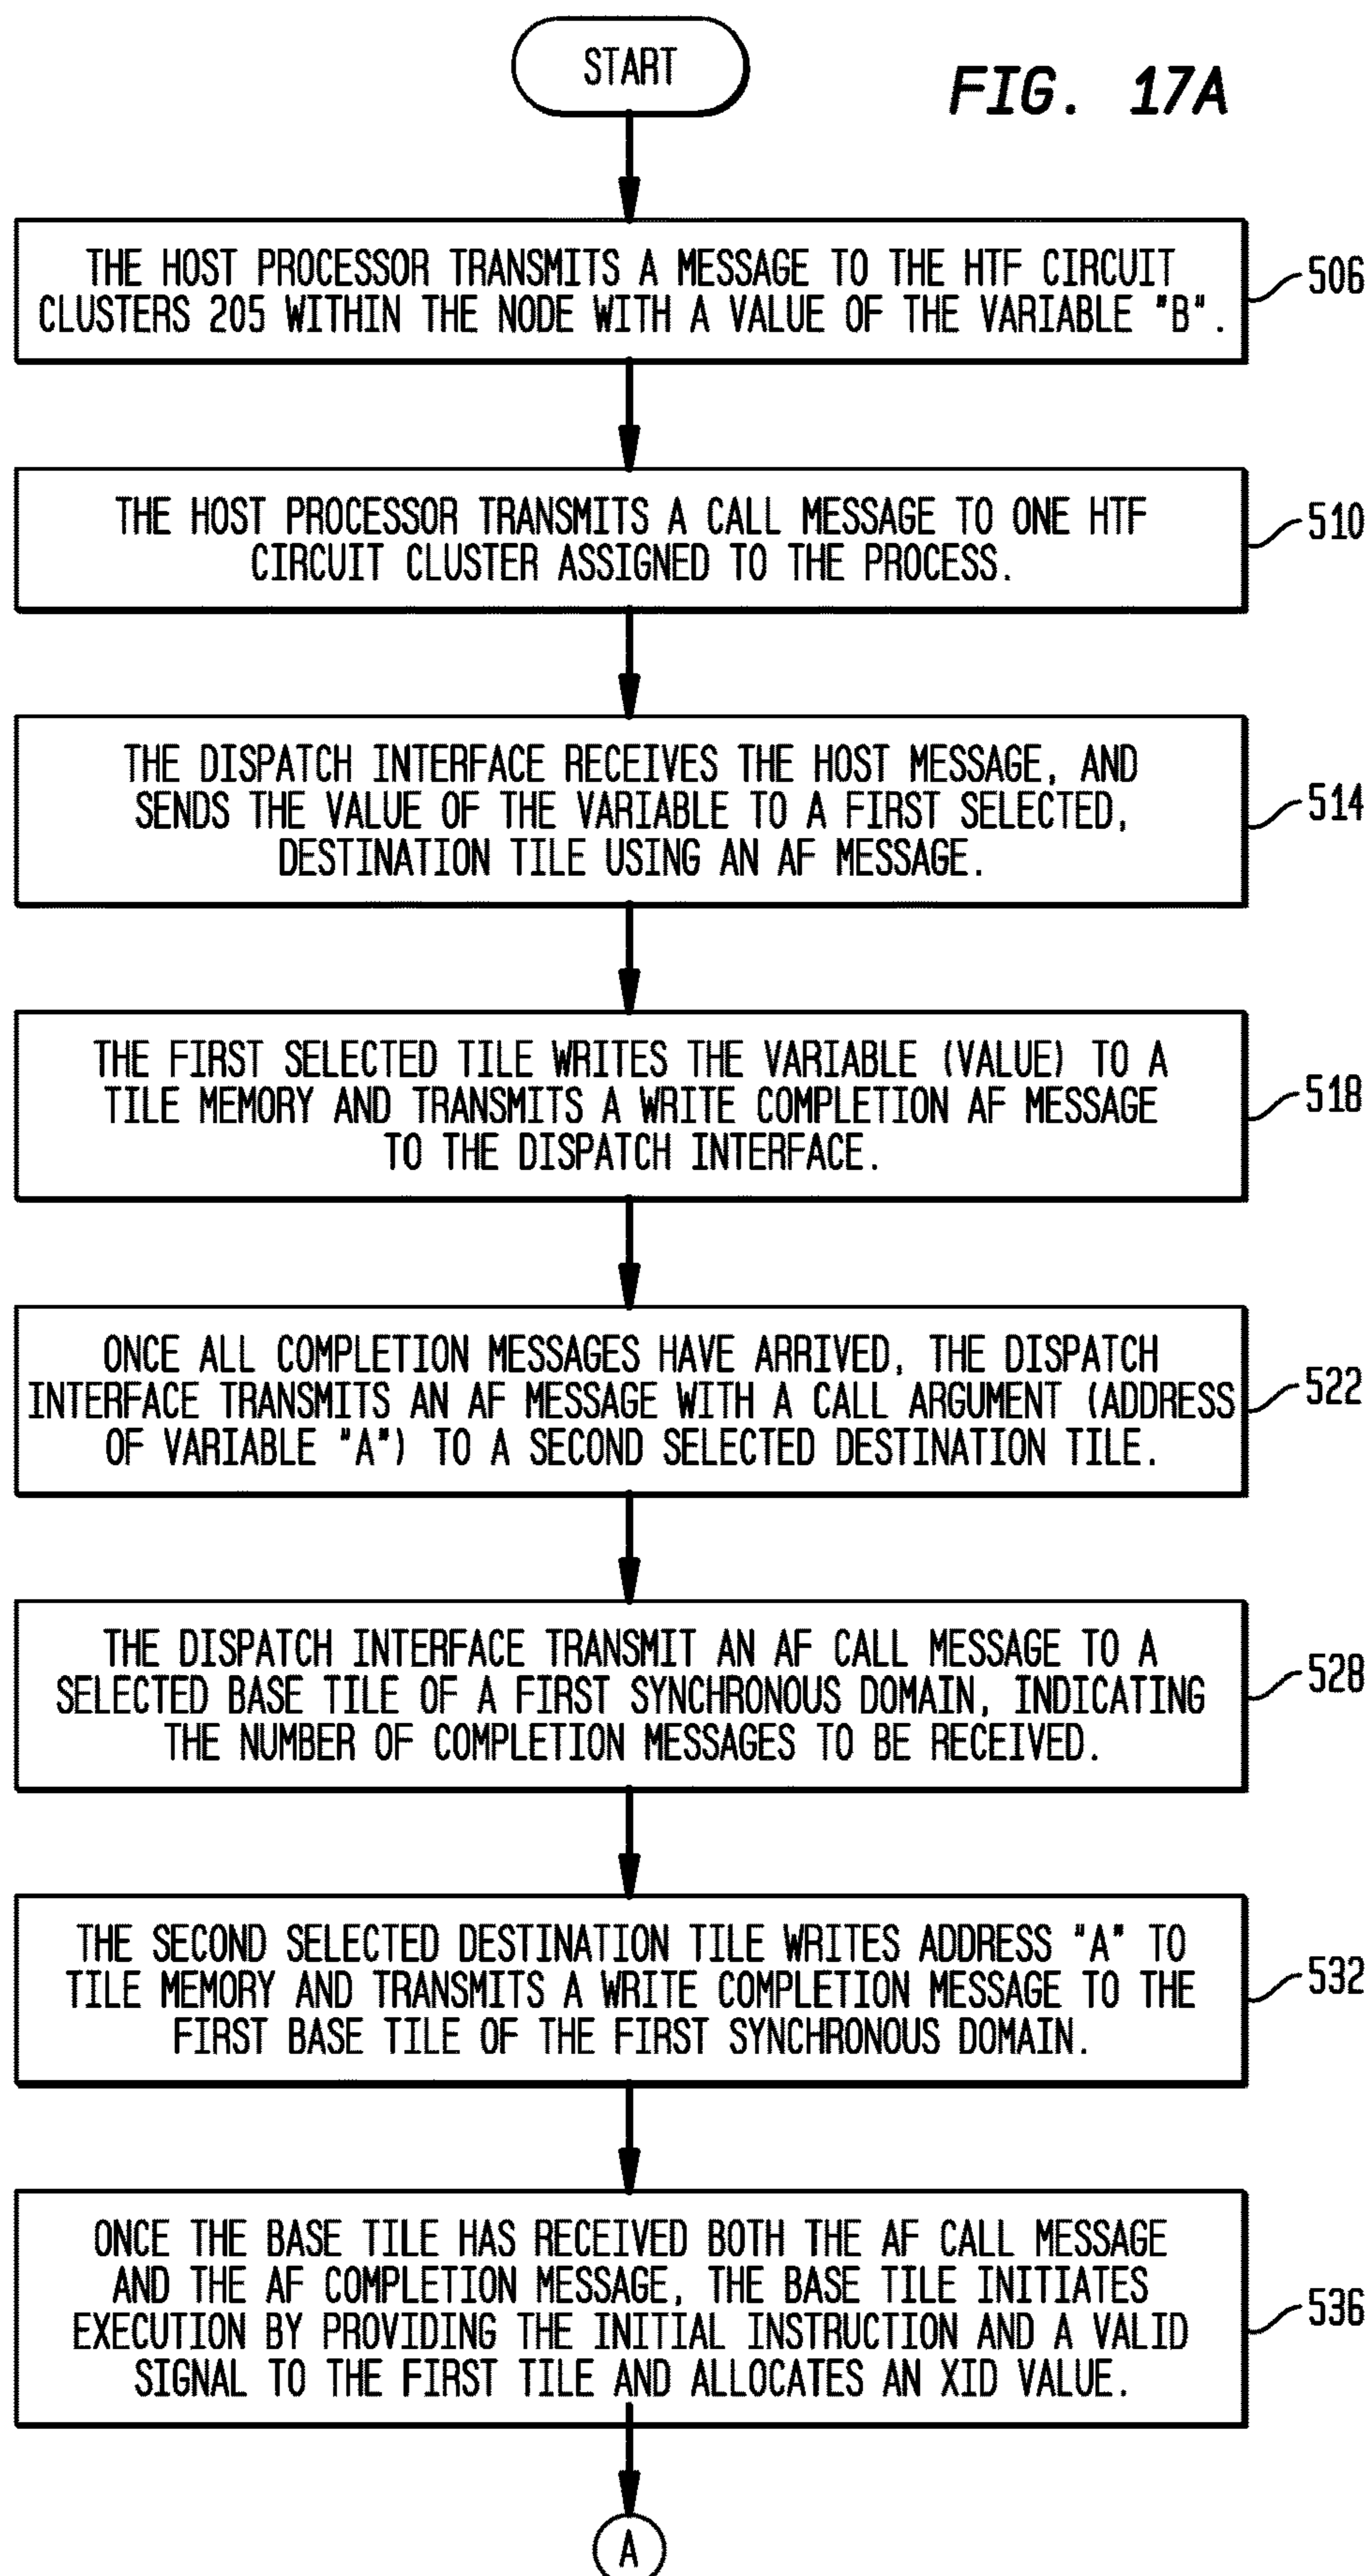 START
FIG. 17A
THE HOST PROCESSOR TRANSMITS A MESSAGE TO THE HTF CIRCUIT
CLUSTERS 205 WITHIN THE NODE WITH A VALUE OF THE VARIABLE "B".
506
THE HOST PROCESSOR TRANSMITS A CALL MESSAGE TO ONE HTF
CIRCUIT CLUSTER ASSIGNED TO THE PROCESS.
510
THE DISPATCH INTERFACE RECEIVES THE HOST MESSAGE, AND
SENDS THE VALUE OF THE VARIABLE TO A FIRST SELECTED,
DESTINATION TILE USING AN AF MESSAGE.
514
THE FIRST SELECTED TILE WRITES THE VARIABLE (VALUE) TO A
TILE MEMORY AND TRANSMITS A WRITE COMPLETION AF MESSAGE
TO THE DISPATCH INTERFACE.
518
ONCE ALL COMPLETION MESSAGES HAVE ARRIVED, THE DISPATCH
INTERFACE TRANSMITS AN AF MESSAGE WITH A CALL ARGUMENT (ADDRESS
OF VARIABLE "A") TO A SECOND SELECTED DESTINATION TILE.
522
THE DISPATCH INTERFACE TRANSMIT AN AF CALL MESSAGE TO A
SELECTED BASE TILE OF A FIRST SYNCHRONOUS DOMAIN, INDICATING
THE NUMBER OF COMPLETION MESSAGES TO BE RECEIVED.
528
THE SECOND SELECTED DESTINATION TILE WRITES ADDRESS "A" TO
TILE MEMORY AND TRANSMITS A WRITE COMPLETION MESSAGE TO THE
FIRST BASE TILE OF THE FIRST SYNCHRONOUS DOMAIN.
532
ONCE THE BASE TILE HAS RECEIVED BOTH THE AF CALL MESSAGE
AND THE AF COMPLETION MESSAGE, THE BASE TILE INITIATES
EXECUTION BY PROVIDING THE INITIAL INSTRUCTION AND A VALID
SIGNAL TO THE FIRST TILE AND ALLOCATES AN XID VALUE.
536
A